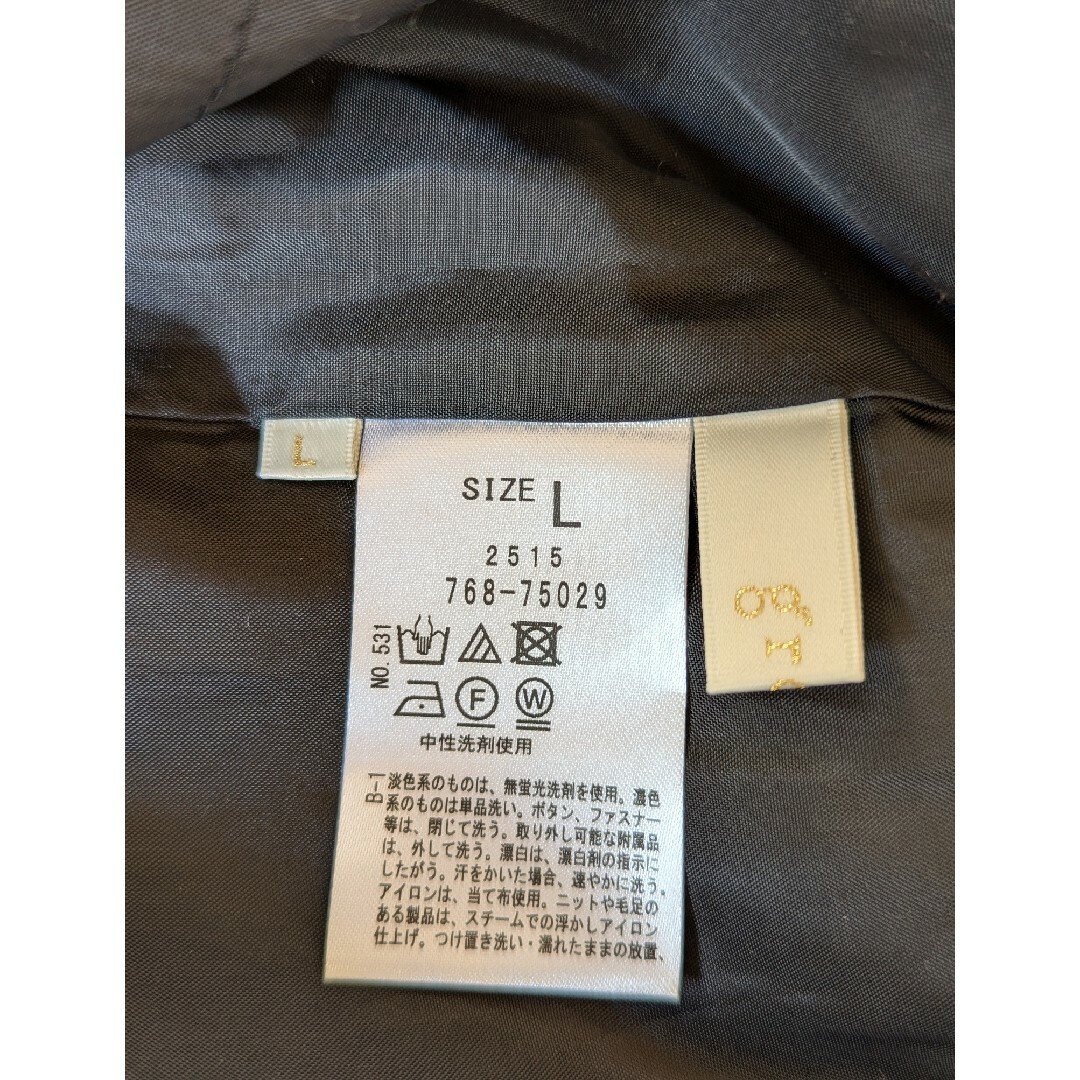 L
SIZE L
2515
768-75029
NO.531
F
W
中性洗剤使用
B-1
淡色系のものは、無蛍光洗剤を使用。濃色
系のものは単品洗い。ボタン、ファスナー
等は、閉じて洗う。取り外し可能な附属品
は、外して洗う。漂白は、漂白剤の指示に
したがう。汗をかいた場合、速やかに洗う。
アイロンは、当て布使用。ニットや毛足の
ある製品は、スチームでの浮かしアイロン
仕上げ。つけ置き洗い・濡れたままの放置、
gr